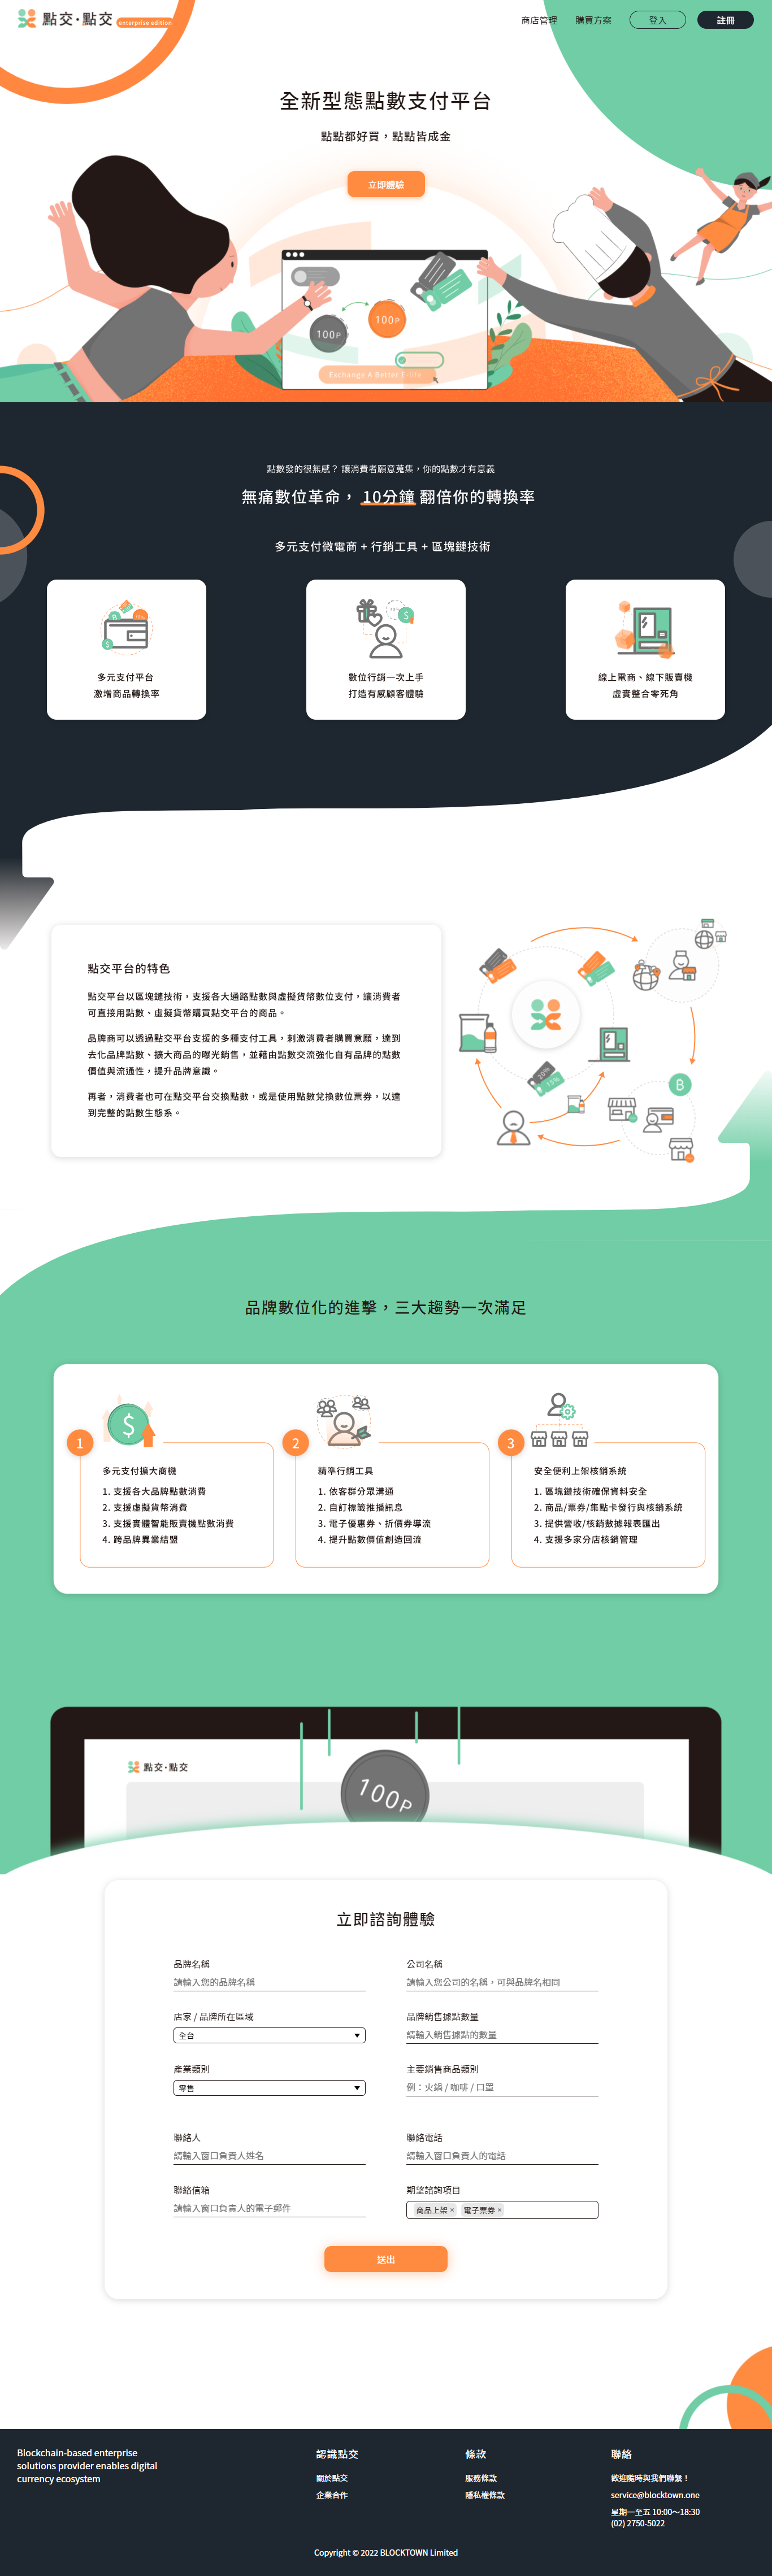 點交·點交 enterprise edition
商店管理 購買方案 登入 註冊
全新型態點數支付平台
點點都好買，點點皆成金
立即體驗
100P
100P
點數發的很無感？ 讓消費者願意蒐集，你的點數才有意義
無痛數位革命， 10分鐘 翻倍你的轉換率
多元支付微電商 + 行銷工具 + 區塊鏈技術
多元支付平台
激增商品轉換率
數位行銷一次上手
打造有感顧客體驗
線上電商、線下販賣機
虛實整合零死角
點交平台的特色
點交平台以區塊鏈技術，支援各大通路點數與虛擬貨幣數位支付，讓消費者
可直接用點數、虛擬貨幣購買點交平台的商品。
品牌商可以透過點交平台支援的多種支付工具，刺激消費者購買意願，達到
去化品牌點數、擴大商品的曝光銷售，並藉由點數交流強化自有品牌的點數
價值與流通性，提升品牌意識。
再者，消費者也可在點交平台交換點數，或是使用點數兌換數位票券，以達
到完整的點數生態系。
20%
15%
品牌數位化的進擊，三大趨勢一次滿足
1
多元支付擴大商機
1. 支援各大品牌點數消費
2. 支援虛擬貨幣消費
3. 支援實體智能販賣機點數消費
4. 跨品牌異業結盟
2
精準行銷工具
1. 依客群分眾溝通
2. 自訂標籤推播訊息
3. 電子優惠券、折價券導流
4. 提升點數價值創造回流
3
安全便利上架核銷系統
1. 區塊鏈技術確保資料安全
2. 商品/票券/集點卡發行與核銷系統
3. 提供營收/核銷數據報表匯出
4. 支援多家分店核銷管理
點交·點交
100P
立即諮詢體驗
品牌名稱
請輸入您的品牌名稱
公司名稱
請輸入您公司的名稱，可與品牌名相同
店家 / 品牌所在區域
全台
品牌銷售據點數量
請輸入銷售據點的數量
產業類別
零售
主要銷售商品類別
例：火鍋 / 咖啡 / 口罩
聯絡人
請輸入窗口負責人姓名
聯絡電話
請輸入窗口負責人的電話
聯絡信箱
請輸入窗口負責人的電子郵件
期望諮詢項目
商品上架 × 電子票券 ×
送出
Blockchain-based enterprise
solutions provider enables digital
currency ecosystem
認識點交
關於點交
企業合作
條款
服務條款
隱私權條款
聯絡
歡迎隨時與我們聯繫！
service@blocktown.one
星期一至五 10:00～18:30
(02) 2750-5022
Copyright © 2022 BLOCKTOWN Limited